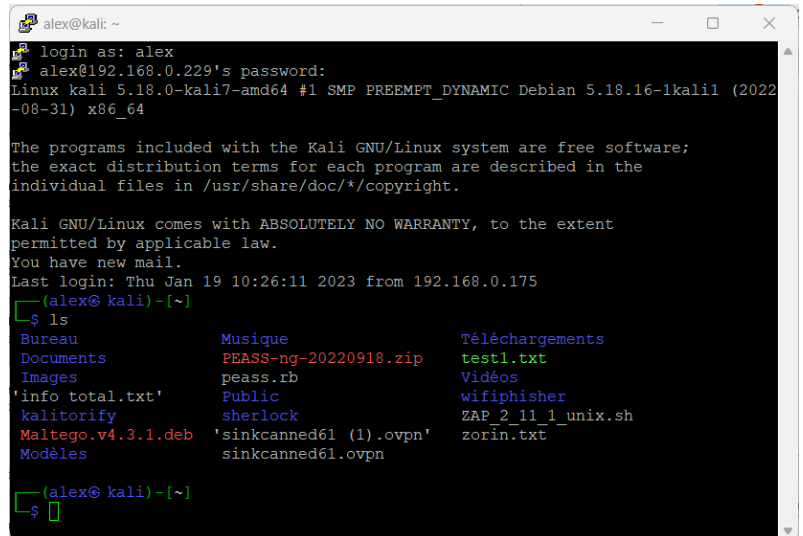 alex@kali: ~
login as: alex
alex@192.168.0.229's password:
Linux kali 5.18.0-kali7-amd64 #1 SMP PREEMPT_DYNAMIC Debian 5.18.16-1kali1 (2022
-08-31) x86_64
The programs included with the Kali GNU/Linux system are free software;
the exact distribution terms for each program are described in the
individual files in /usr/share/doc/*/copyright.
Kali GNU/Linux comes with ABSOLUTELY NO WARRANTY, to the extent
permitted by applicable law.
You have new mail.
Last login: Thu Jan 19 10:26:11 2023 from 192.168.0.175
┌──(alex㉿kali)-[~]
└─$ ls
Bureau Musique Téléchargements
Documents PEASS-ng-20220918.zip test1.txt
Images peass.rb Vidéos
'info total.txt' Public wifiphisher
kalitorify sherlock ZAP_2_11_1_unix.sh
Maltego.v4.3.1.deb 'sinkcanned61 (1).ovpn' zorin.txt
Modèles sinkcanned61.ovpn
┌──(alex㉿kali)-[~]
└─$